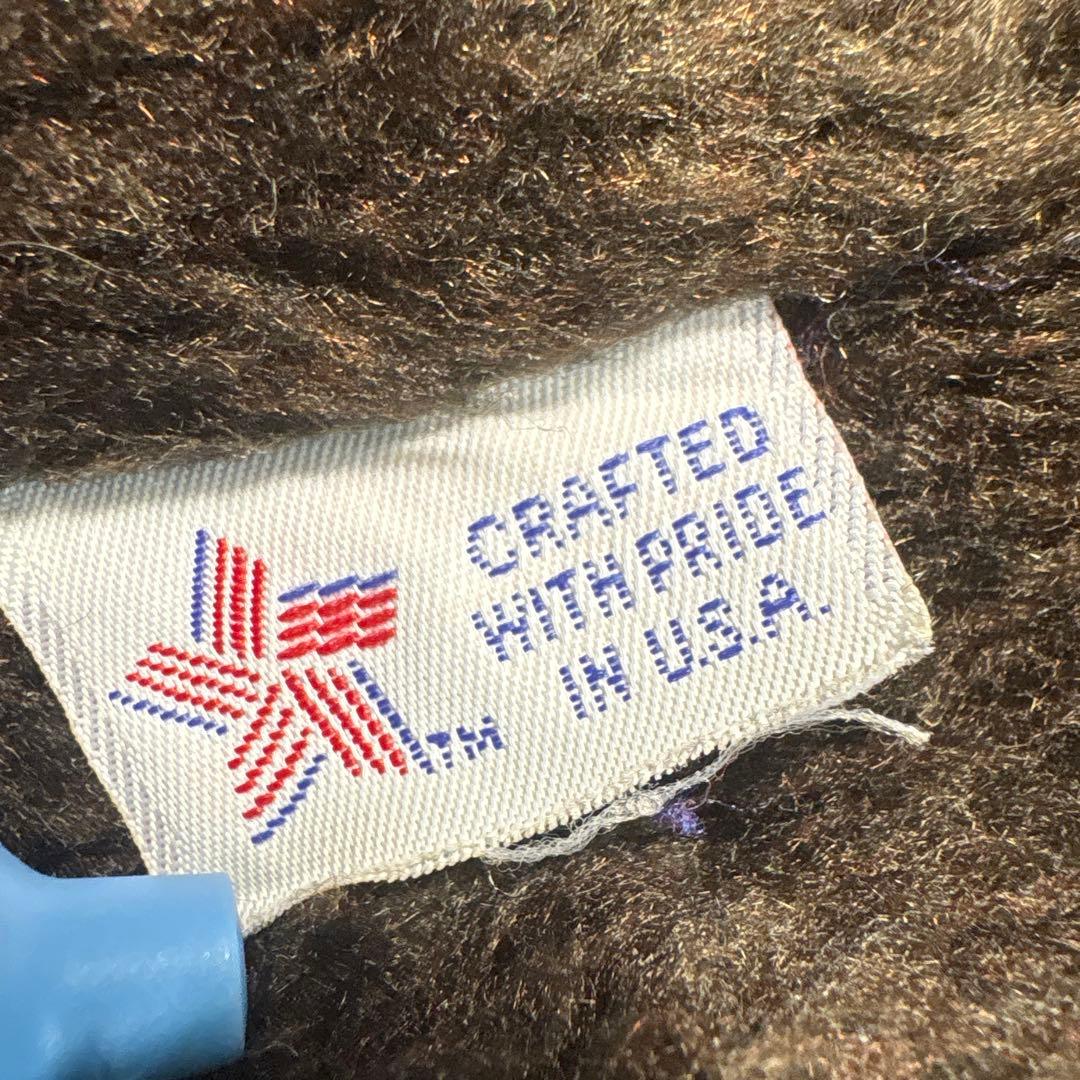 CRAFTED
WITH PRIDE
IN U.S.A.
TM